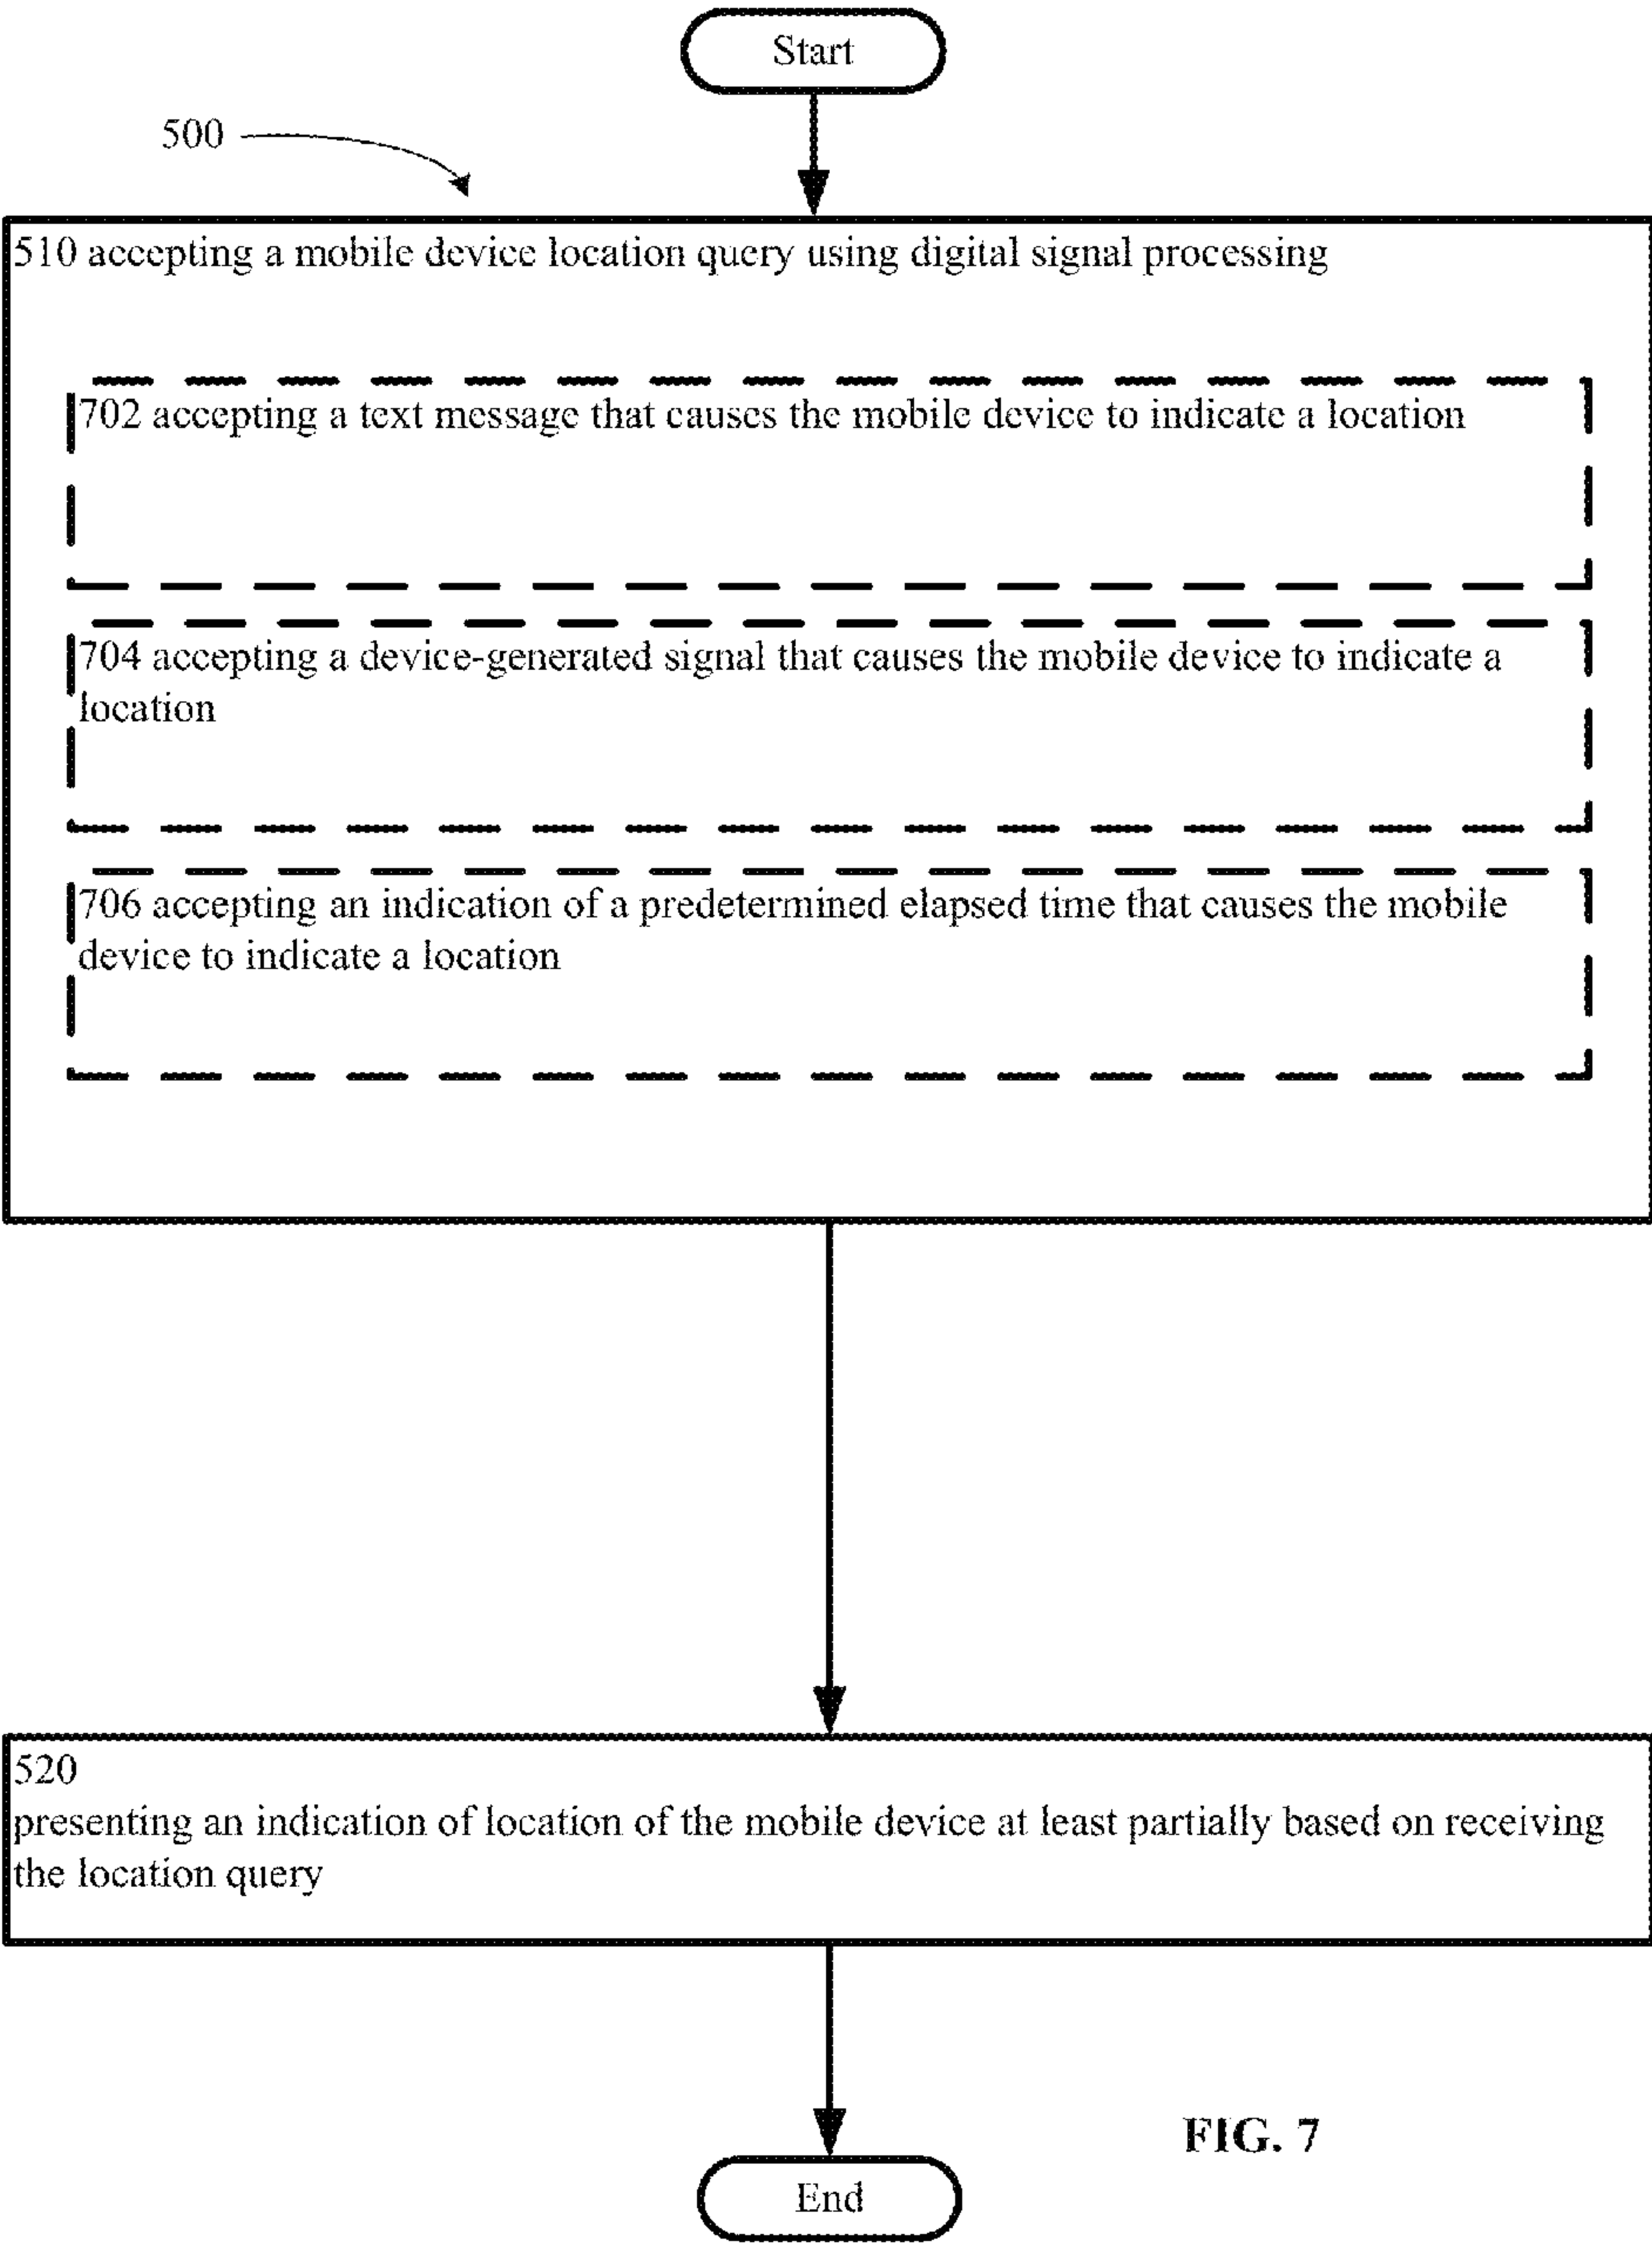 Start
500
510 accepting a mobile device location query using digital signal processing
702 accepting a text message that causes the mobile device to indicate a location
704 accepting a device-generated signal that causes the mobile device to indicate a
location
706 accepting an indication of a predetermined elapsed time that causes the mobile
device to indicate a location
520
presenting an indication of location of the mobile device at least partially based on receiving
the location query
FIG. 7
End